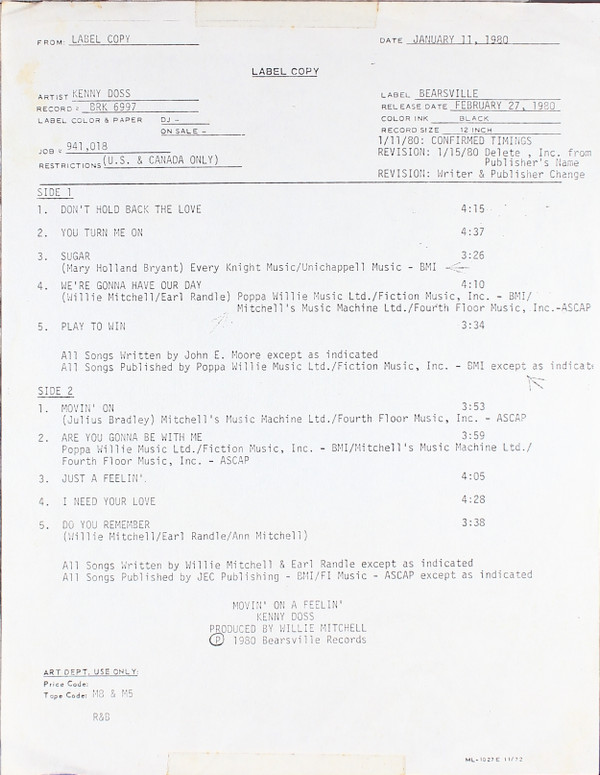 FROM: LABEL COPY
DATE JANUARY 11, 1980
LABEL COPY
ARTIST KENNY DOSS
LABEL BEARSVILLE
RECORD # BRK 6997
RELEASE DATE FEBRUARY 27, 1980
LABEL COLOR & PAPER DJ -
COLOR INK BLACK
ON SALE -
RECORD SIZE 12 INCH
JOB # 941,018
1/11/80: CONFIRMED TIMINGS
REVISION: 1/15/80 Delete , Inc. from
Publisher's Name
RESTRICTIONS (U.S. & CANADA ONLY)
REVISION: Writer & Publisher Change
SIDE 1
1. DON'T HOLD BACK THE LOVE 4:15
2. YOU TURN ME ON 4:37
3. SUGAR 3:26
(Mary Holland Bryant) Every Knight Music/Unichappell Music - BMI
4. WE'RE GONNA HAVE OUR DAY 4:10
(Willie Mitchell/Earl Randle) Poppa Willie Music Ltd./Fiction Music, Inc. - BMI/
Mitchell's Music Machine Ltd./Fourth Floor Music, Inc.-ASCAP
5. PLAY TO WIN 3:34
All Songs Written by John E. Moore except as indicated
All Songs Published by Poppa Willie Music Ltd./Fiction Music, Inc. - BMI except as indicate
SIDE 2
1. MOVIN' ON 3:53
(Julius Bradley) Mitchell's Music Machine Ltd./Fourth Floor Music, Inc. - ASCAP
2. ARE YOU GONNA BE WITH ME 3:59
Poppa Willie Music Ltd./Fiction Music, Inc. - BMI/Mitchell's Music Machine Ltd./
Fourth Floor Music, Inc. - ASCAP
3. JUST A FEELIN' 4:05
4. I NEED YOUR LOVE 4:28
5. DO YOU REMEMBER 3:38
(Willie Mitchell/Earl Randle/Ann Mitchell)
All Songs Written by Willie Mitchell & Earl Randle except as indicated
All Songs Published by JEC Publishing - BMI/FI Music - ASCAP except as indicated
MOVIN' ON A FEELIN'
KENNY DOSS
PRODUCED BY WILLIE MITCHELL
Ⓟ 1980 Bearsville Records
ART DEPT. USE ONLY:
Price Code:
Tape Code: M8 & M5
R&B
ML-1027E 11/72